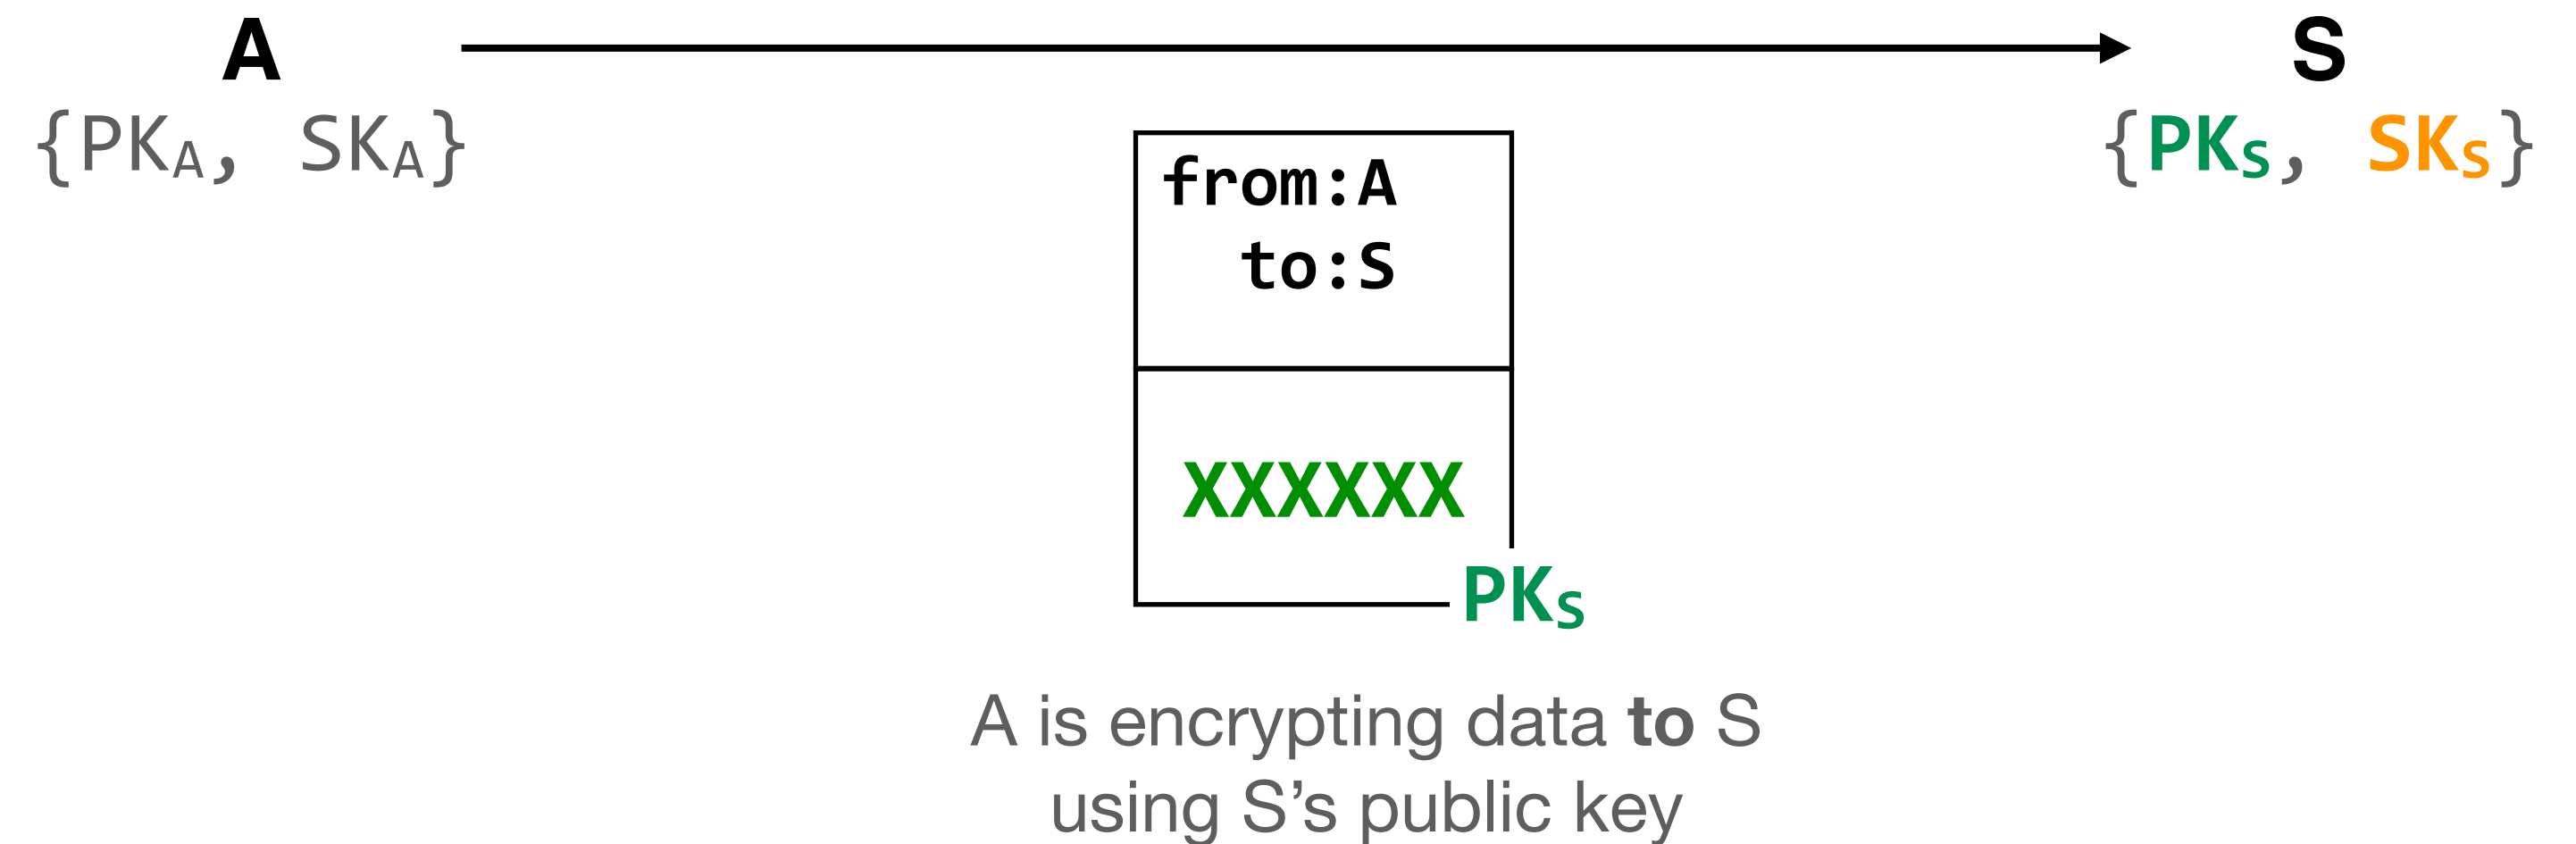 A
S
{PKA, SKA}
{PKS, SKS}
from:A
to:S
XXXXXX
PKS
A is encrypting data to S
using S’s public key